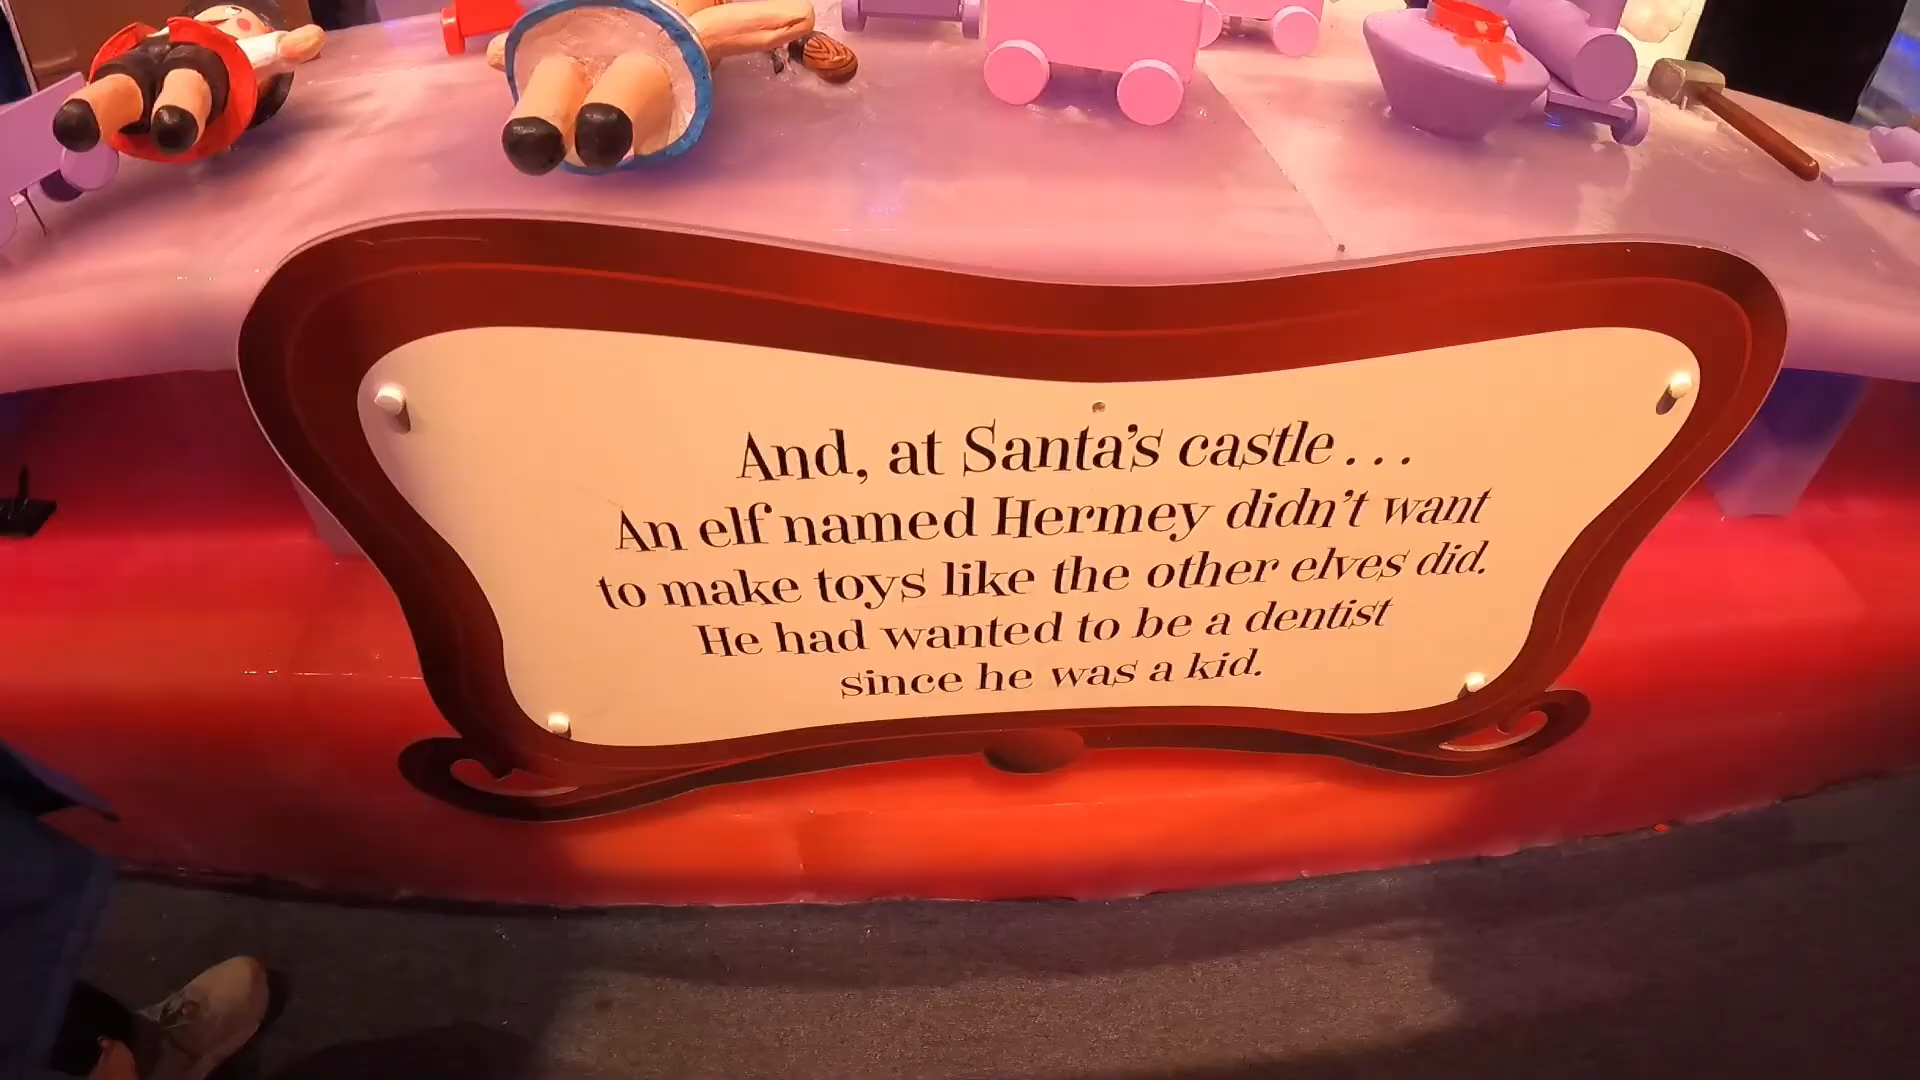 And, at Santa's castle...
An elf named Hermey didn't want
to make toys like the other elves did.
He had wanted to be a dentist
since he was a kid.